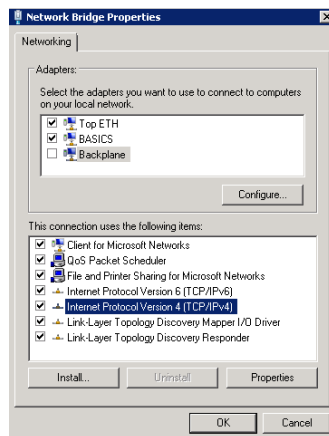 Network Bridge Properties
Networking
Adapters:
Select the adapters you want to use to connect to computers
on your local network.
Top ETH
BASICS
Backplane
Configure...
This connection uses the following items:
Client for Microsoft Networks
QoS Packet Scheduler
File and Printer Sharing for Microsoft Networks
Internet Protocol Version 6 (TCP/IPv6)
Internet Protocol Version 4 (TCP/IPv4)
Link-Layer Topology Discovery Mapper I/O Driver
Link-Layer Topology Discovery Responder
Install... Uninstall Properties
OK Cancel